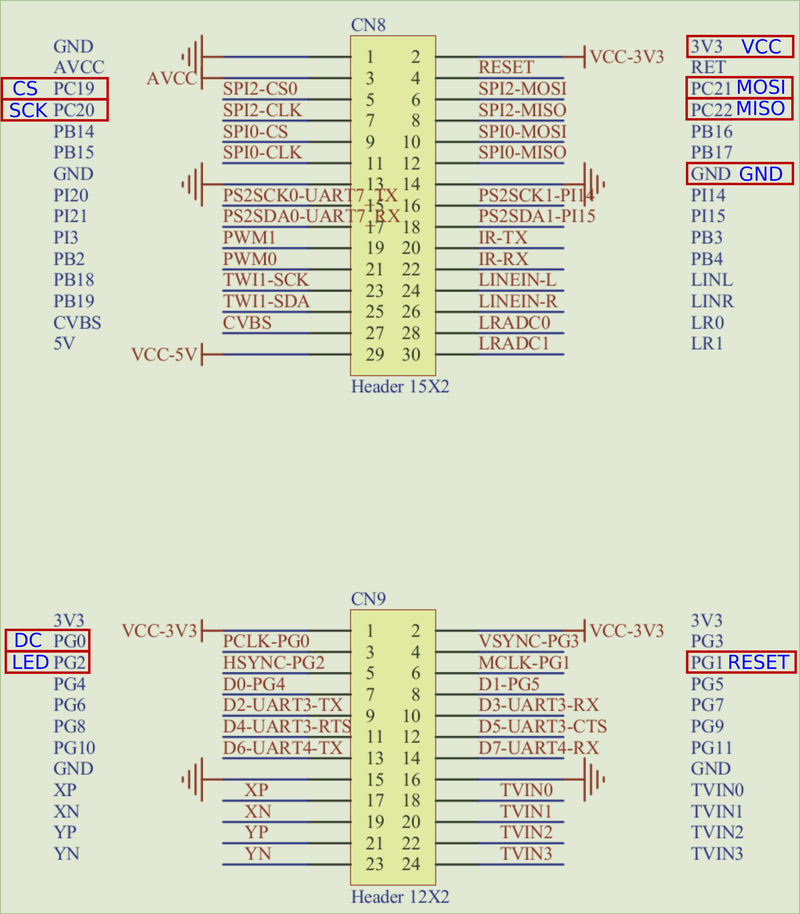 CN8
GND 1 2 VCC-3V3 3V3 VCC
AVCC AVCC 3 4 RESET RET
CS PC19 SPI2-CS0 5 6 SPI2-MOSI PC21 MOSI
SCK PC20 SPI2-CLK 7 8 SPI2-MISO PC22 MISO
PB14 SPI0-CS 9 10 SPI0-MOSI PB16
PB15 SPI0-CLK 11 12 SPI0-MISO PB17
GND 13 14 GND GND
PI20 PS2SCK0-UART7_TX 15 16 PS2SCK1-PI14 PI14
PI21 PS2SDA0-UART7_RX 17 18 PS2SDA1-PI15 PI15
PI3 PWM1 19 20 IR-TX PB3
PB2 PWM0 21 22 IR-RX PB4
PB18 TWI1-SCK 23 24 LINEIN-L LINL
PB19 TWI1-SDA 25 26 LINEIN-R LINR
CVBS CVBS 27 28 LRADC0 LR0
5V VCC-5V 29 30 LRADC1 LR1
Header 15X2
CN9
3V3 VCC-3V3 1 2 VCC-3V3 3V3
DC PG0 PCLK-PG0 3 4 VSYNC-PG3 PG3
LED PG2 HSYNC-PG2 5 6 MCLK-PG1 PG1 RESET
PG4 D0-PG4 7 8 D1-PG5 PG5
PG6 D2-UART3-TX 9 10 D3-UART3-RX PG7
PG8 D4-UART3-RTS 11 12 D5-UART3-CTS PG9
PG10 D6-UART4-TX 13 14 D7-UART4-RX PG11
GND 15 16 GND
XP XP 17 18 TVIN0 TVIN0
XN XN 19 20 TVIN1 TVIN1
YP YP 21 22 TVIN2 TVIN2
YN YN 23 24 TVIN3 TVIN3
Header 12X2